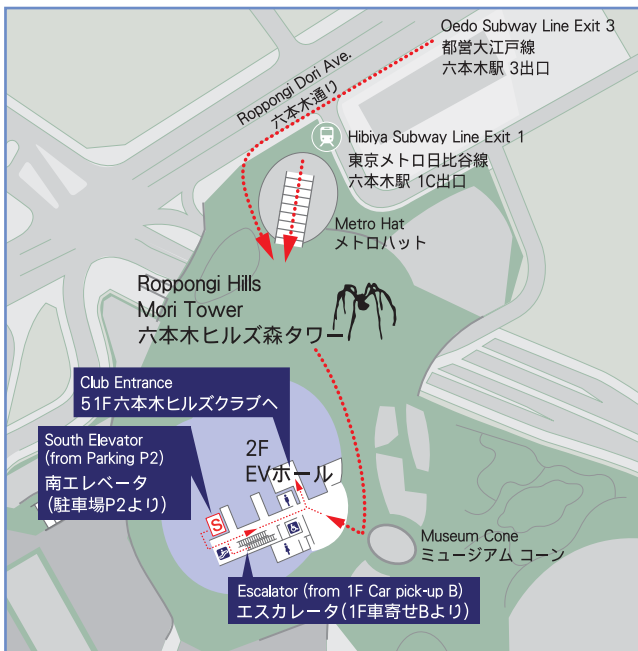 Oedo Subway Line Exit 3
都営大江戸線
六本木駅 3出口
Roppongi Dori Ave.
六本木通り
Hibiya Subway Line Exit 1
東京メトロ日比谷線
六本木駅 1C出口
Metro Hat
メトロハット
Roppongi Hills
Mori Tower
六本木ヒルズ森タワー
Club Entrance
51F六本木ヒルズクラブへ
South Elevator
(from Parking P2)
南エレベータ
(駐車場P2より)
2F
EVホール
S
Museum Cone
ミュージアム コーン
Escalator (from 1F Car pick-up B)
エスカレータ(1F車寄せBより)